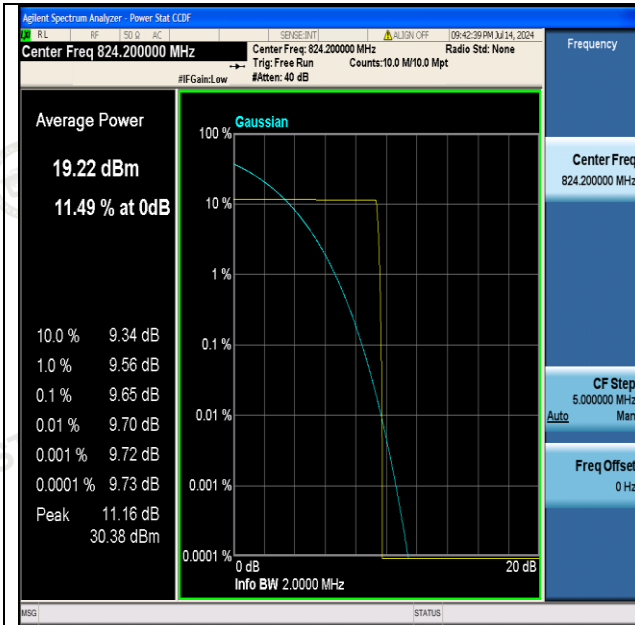 Agilent Spectrum Analyzer - Power Stat CCDF
RL RF 50 Ω AC SENSE:INT ALIGN OFF 09:42:39 PM Jul 14, 2024
Center Freq 824.200000 MHz
Center Freq: 824.200000 MHz Radio Std: None
Trig: Free Run Counts:10.0 M/10.0 Mpt
#IFGain:Low #Atten: 40 dB
Average Power
19.22 dBm
11.49 % at 0dB
10.0 % 9.34 dB
1.0 % 9.56 dB
0.1 % 9.65 dB
0.01 % 9.70 dB
0.001 % 9.72 dB
0.0001 % 9.73 dB
Peak 11.16 dB
30.38 dBm
Gaussian
100 %
10 %
1 %
0.1 %
0.01 %
0.001 %
0.0001 %
0 dB 20 dB
Info BW 2.0000 MHz
Frequency
Center Freq
824.200000 MHz
CF Step
5.000000 MHz
Auto Man
Freq Offset
0 Hz
MSG STATUS